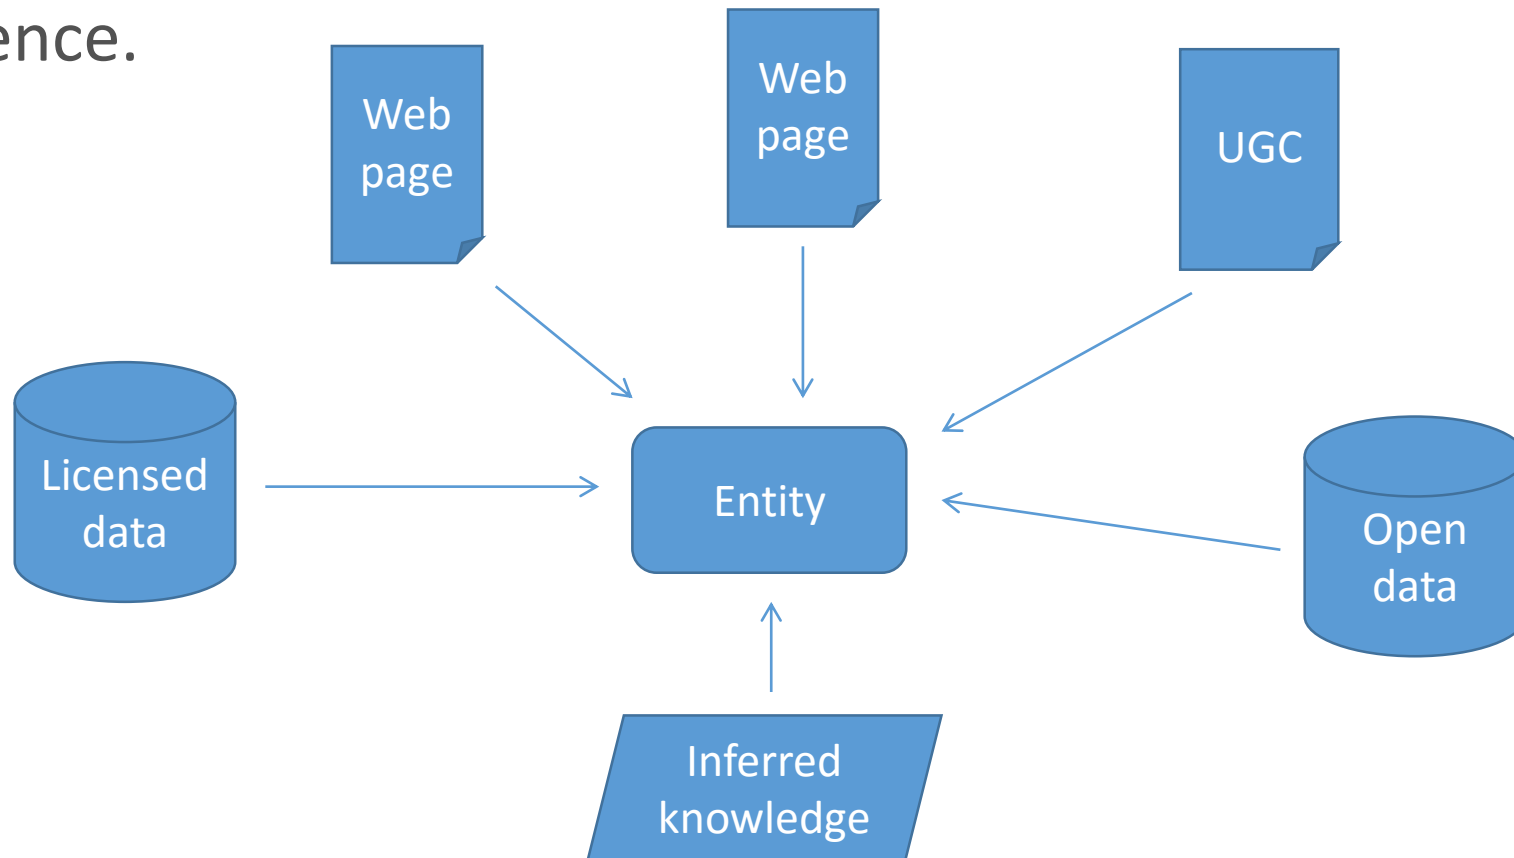 ence.
Web
page
Web
page
UGC
Licensed
data
Entity
Open
data
Inferred
knowledge